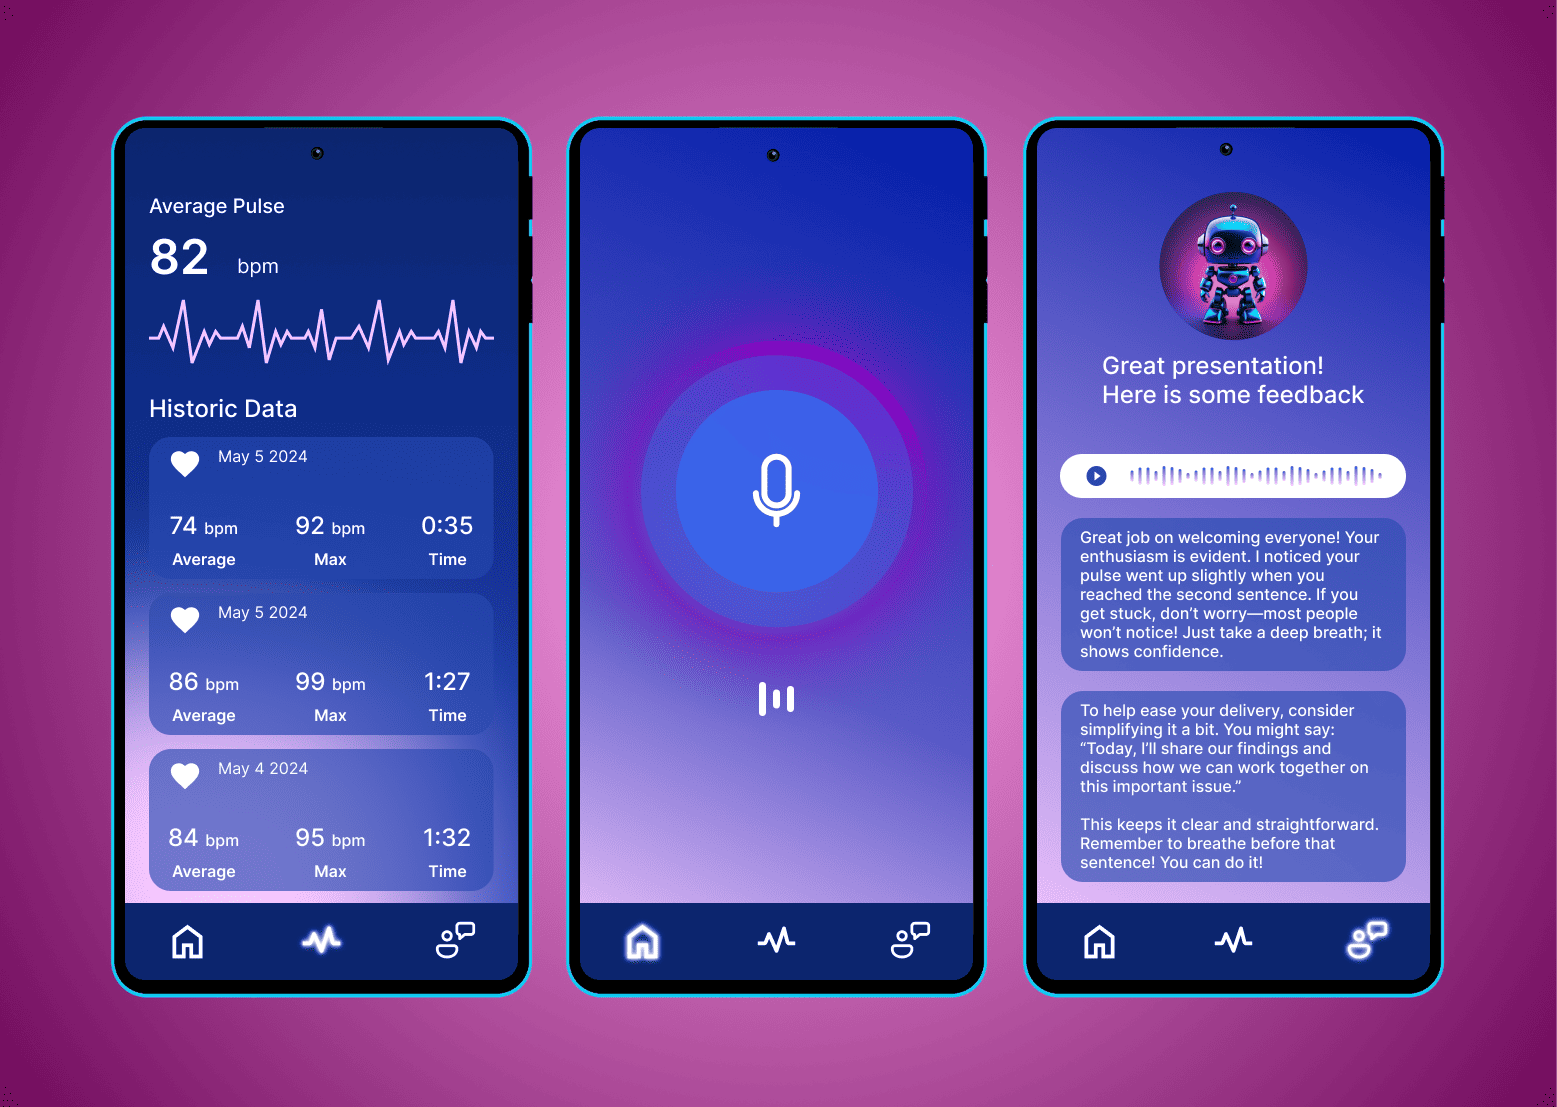 Average Pulse
82 bpm
Historic Data
May 5 2024
74 bpm 92 bpm 0:35
Average Max Time
May 5 2024
86 bpm 99 bpm 1:27
Average Max Time
May 4 2024
84 bpm 95 bpm 1:32
Average Max Time
Great presentation!
Here is some feedback
Great job on welcoming everyone! Your
enthusiasm is evident. I noticed your
pulse went up slightly when you
reached the second sentence. If you
get stuck, don’t worry—most people
won’t notice! Just take a deep breath; it
shows confidence.
To help ease your delivery, consider
simplifying it a bit. You might say:
“Today, I’ll share our findings and
discuss how we can work together on
this important issue.”
This keeps it clear and straightforward.
Remember to breathe before that
sentence! You can do it!